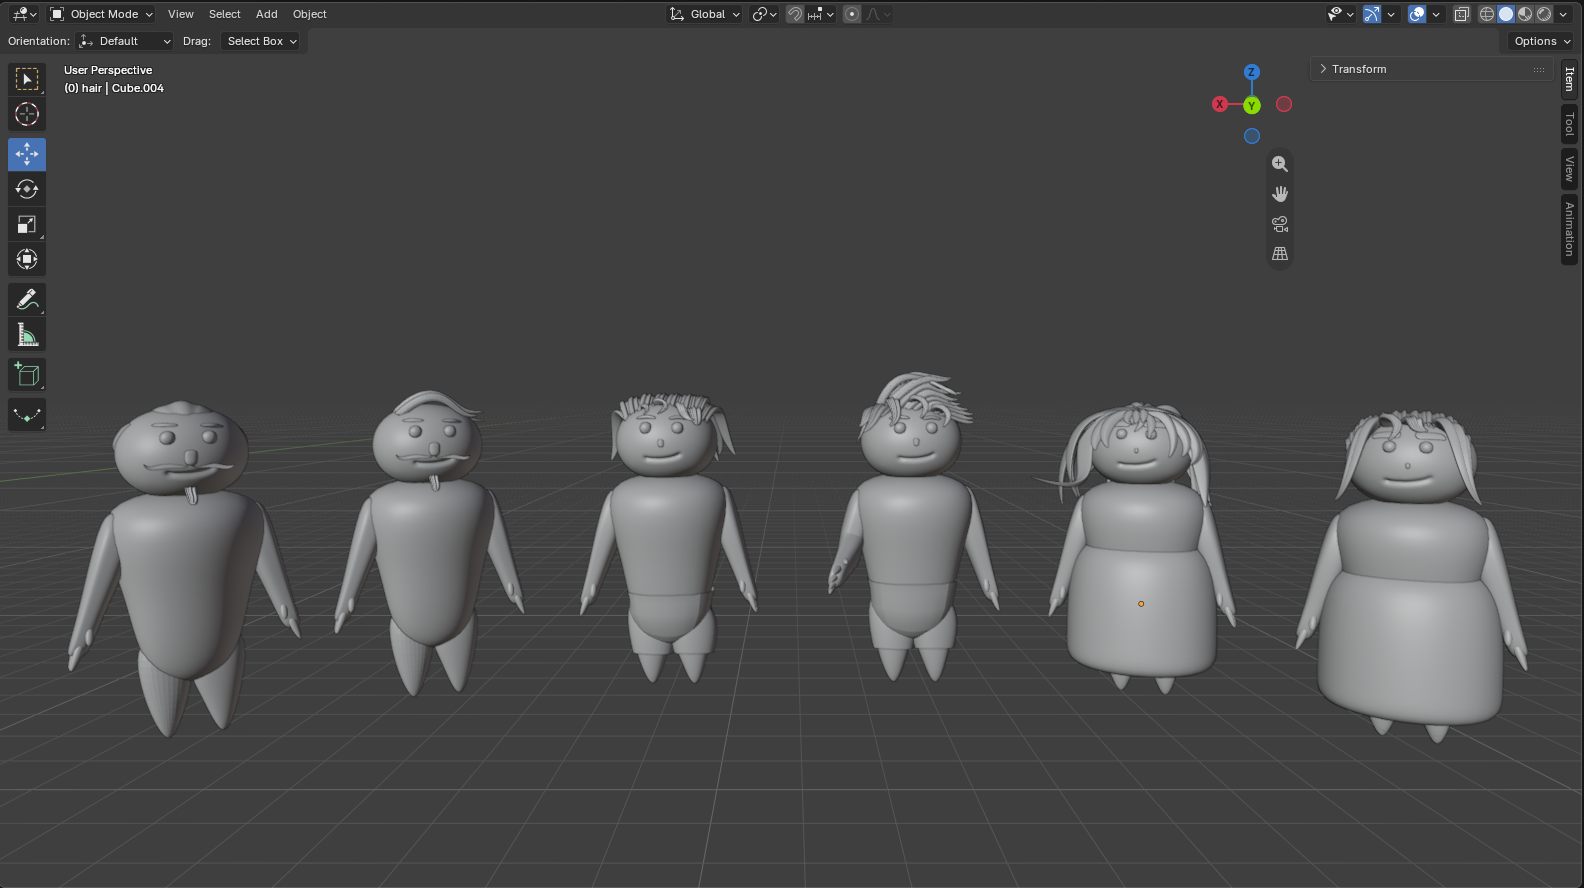 Object Mode View Select Add Object Global
Orientation: Default Drag: Select Box Options
User Perspective
(0) hair | Cube.004
Z
X
Y
Transform
Item
Tool
View
Animation